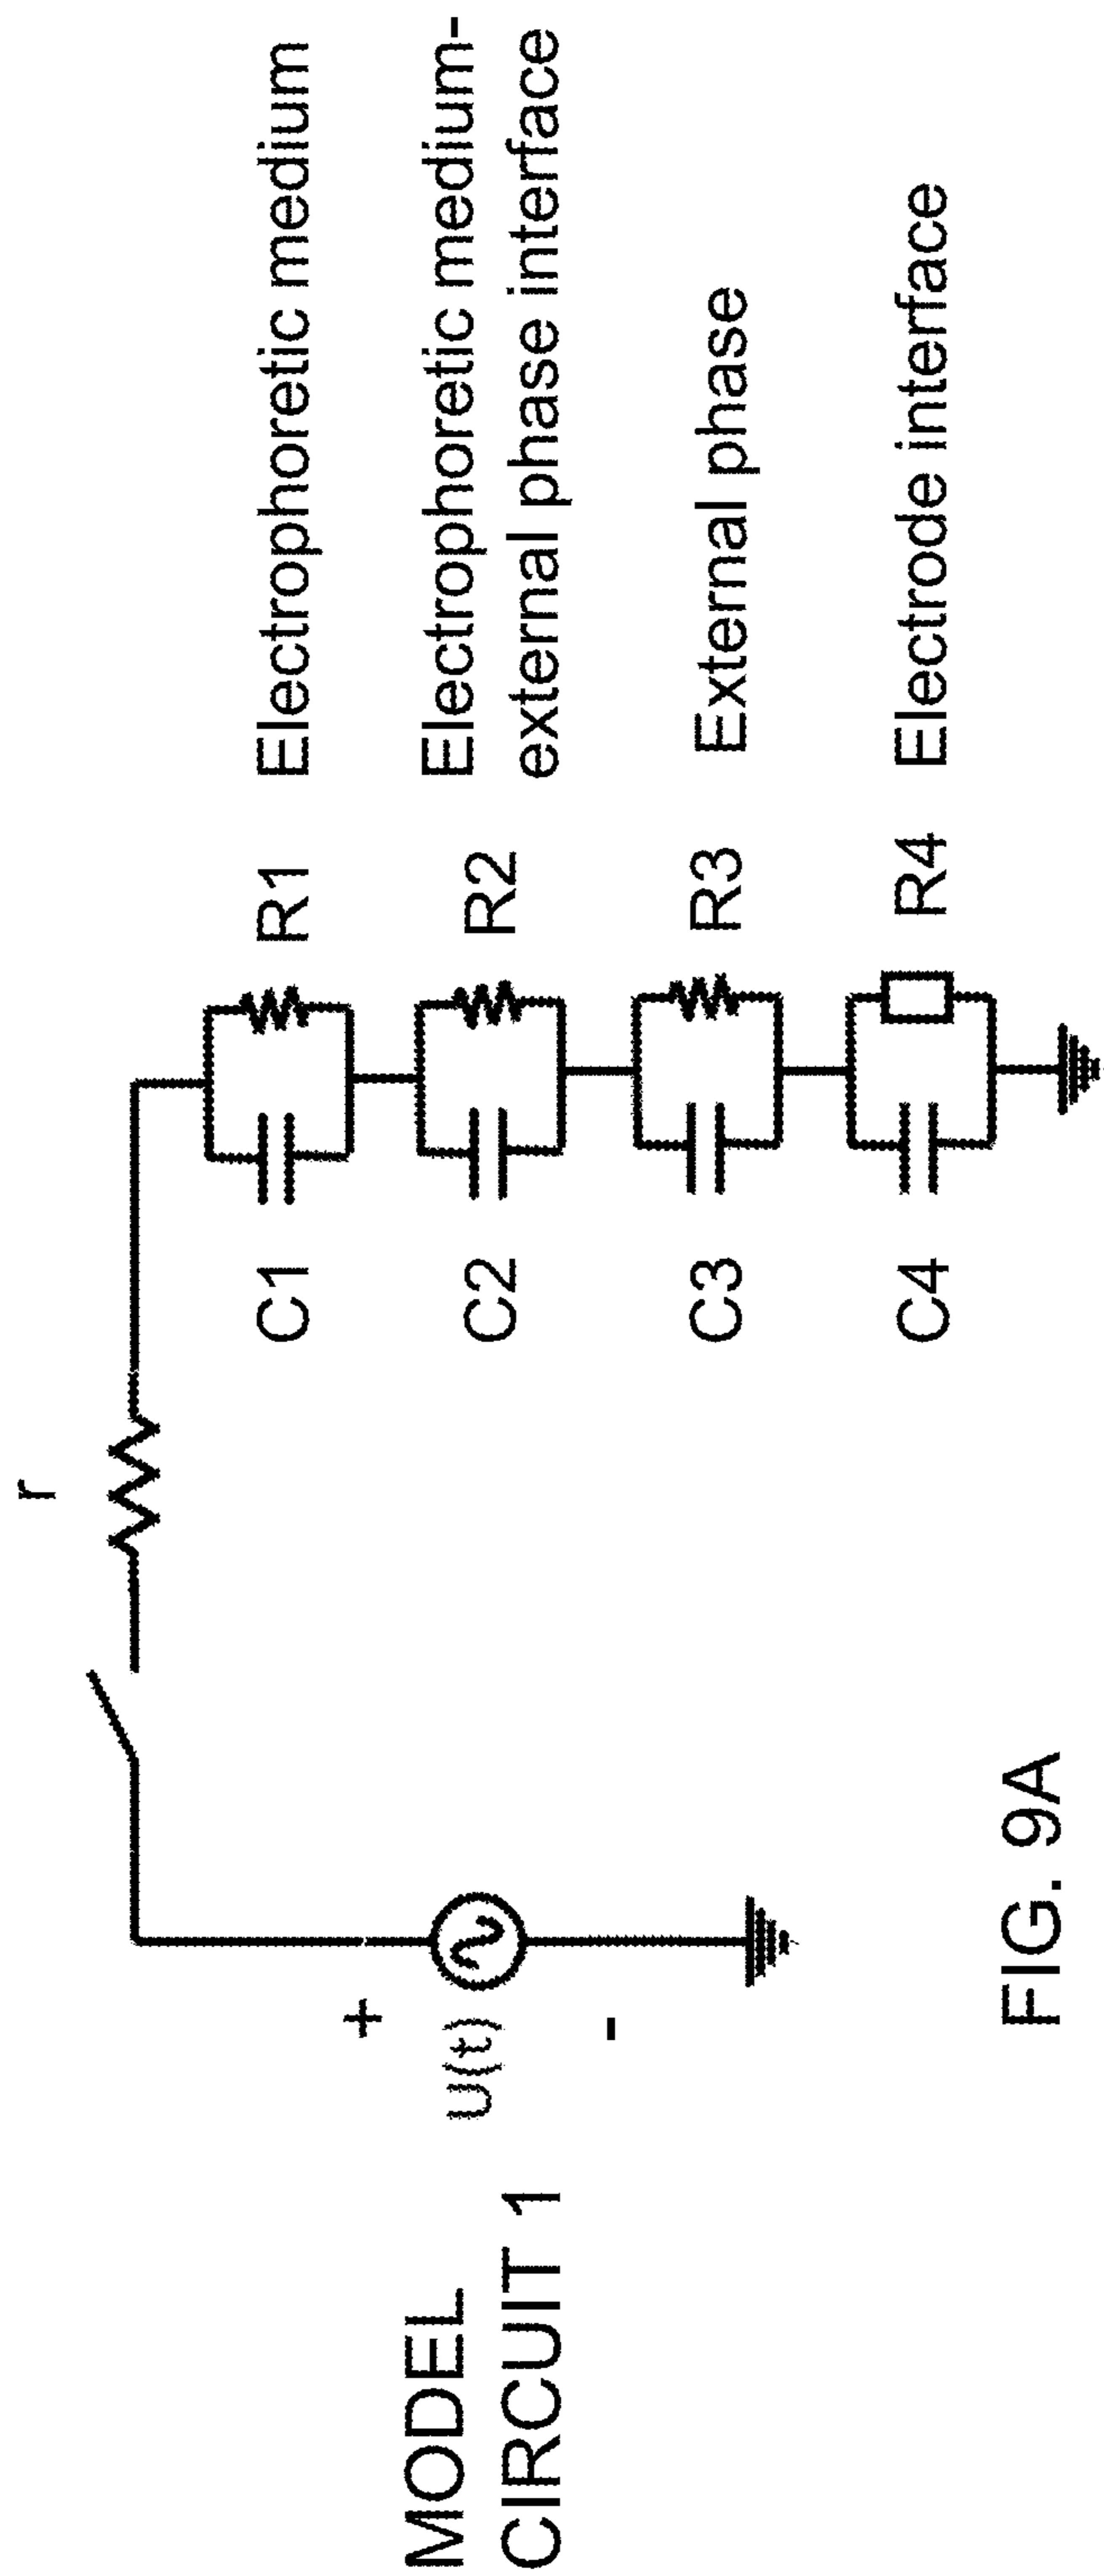 MODEL
CIRCUIT 1
+
U(t)
-
r
C1
R1
Electrophoretic medium
C2
R2
Electrophoretic medium-
external phase interface
C3
R3
External phase
C4
R4
Electrode interface
FIG. 9A